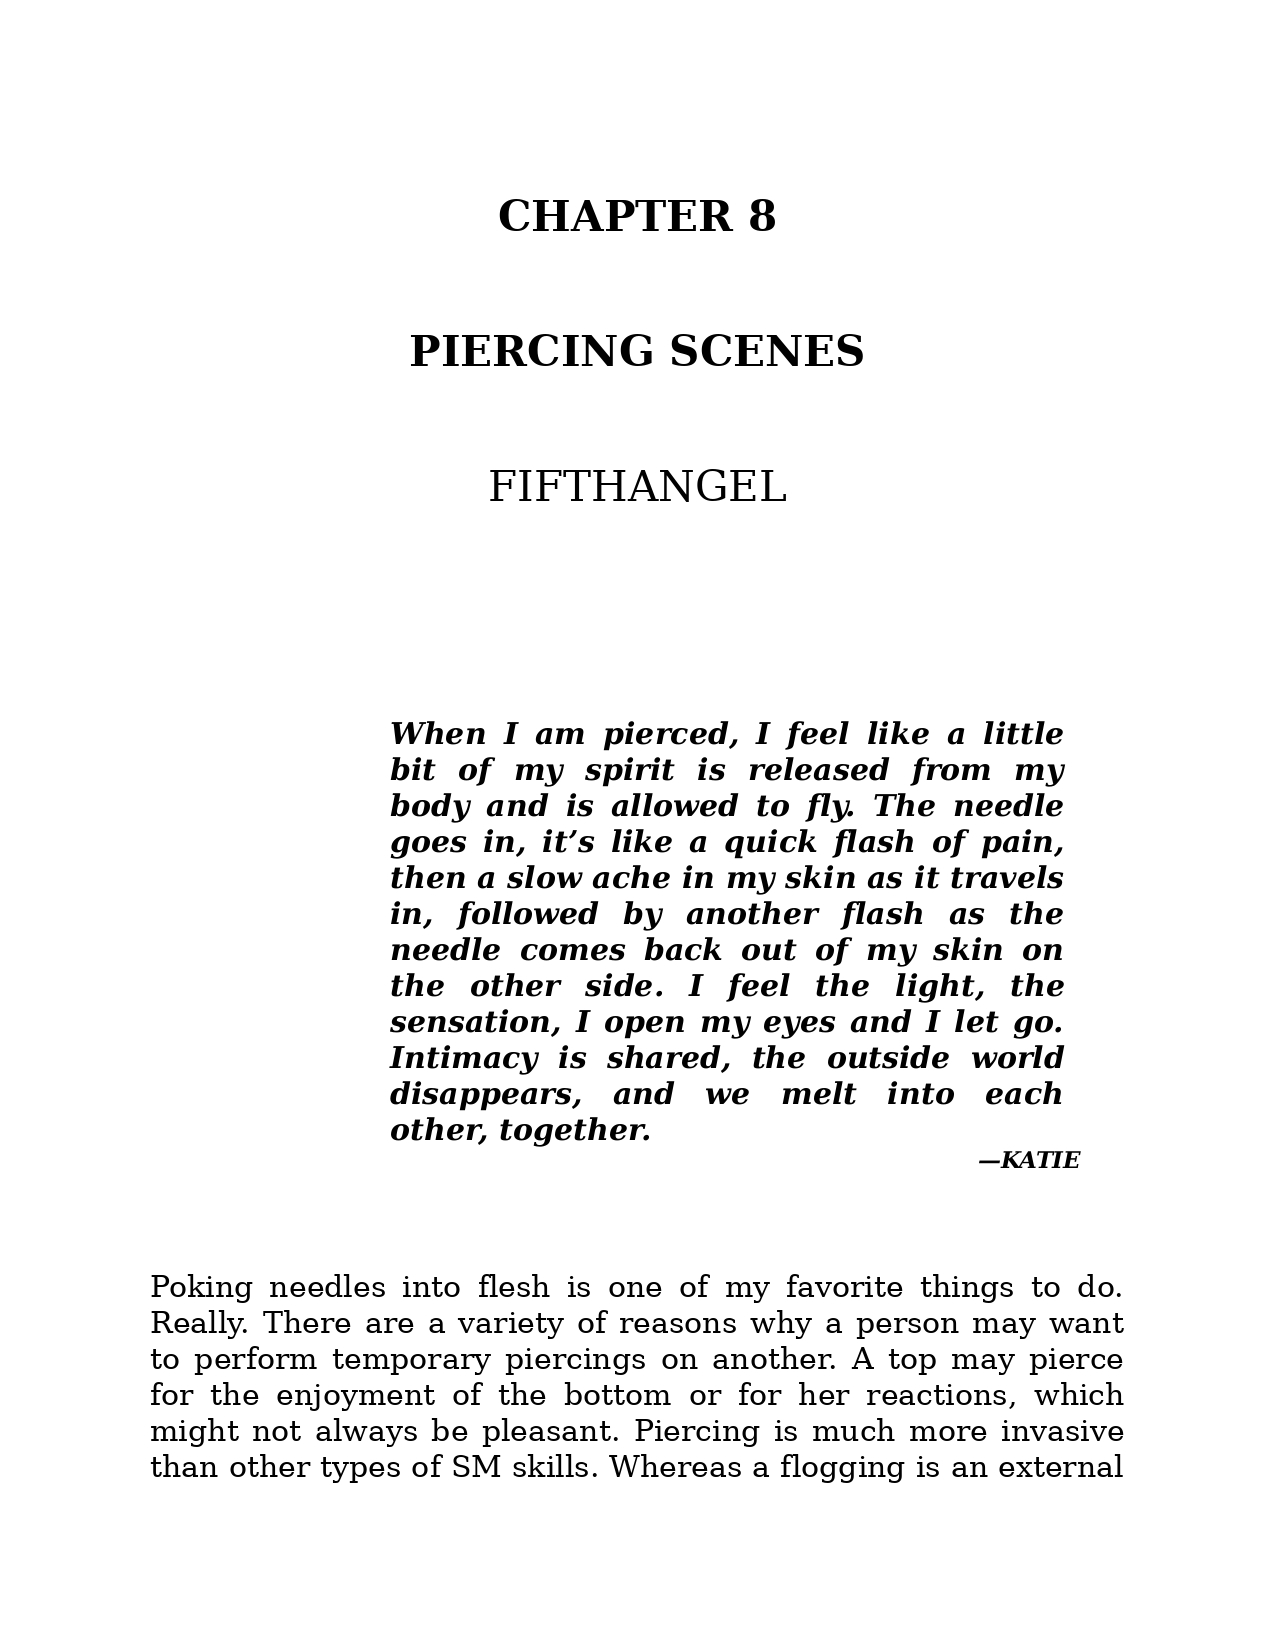 CHAPTER 8
PIERCING SCENES
FIFTHANGEL
When I am pierced, I feel like a little
bit of my spirit is released from my
body and is allowed to fly. The needle
goes in, it’s like a quick flash of pain,
then a slow ache in my skin as it travels
in, followed by another flash as the
needle comes back out of my skin on
the other side. I feel the light, the
sensation, I open my eyes and I let go.
Intimacy is shared, the outside world
disappears, and we melt into each
other, together.
—KATIE
Poking needles into flesh is one of my favorite things to do.
Really. There are a variety of reasons why a person may want
to perform temporary piercings on another. A top may pierce
for the enjoyment of the bottom or for her reactions, which
might not always be pleasant. Piercing is much more invasive
than other types of SM skills. Whereas a flogging is an external